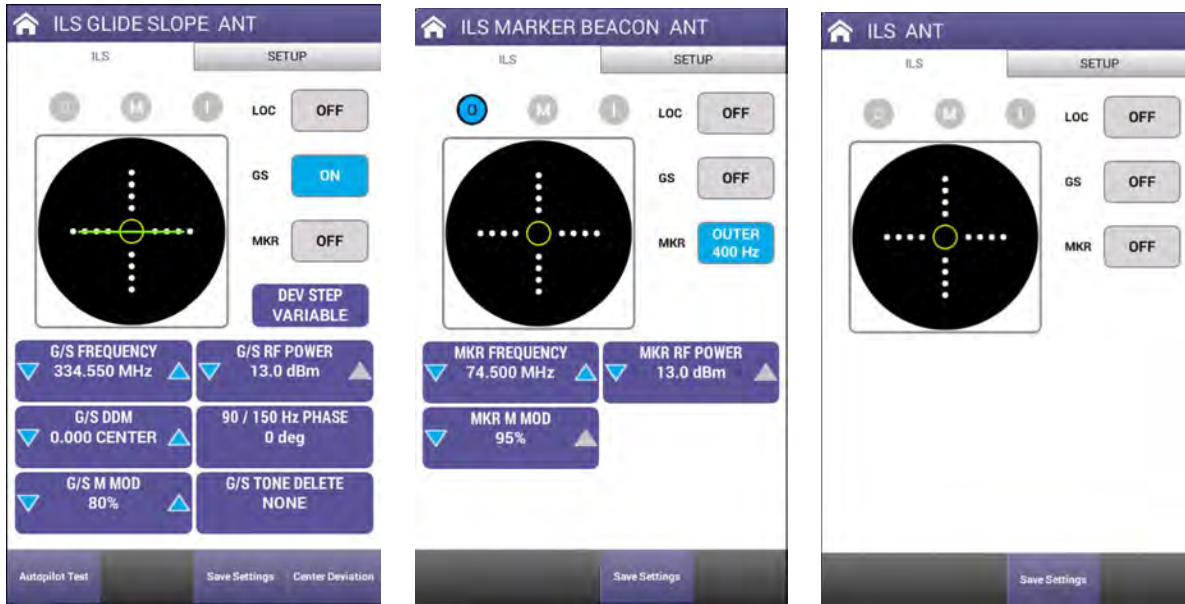 ILS GLIDE SLOPE ANT
ILS
SETUP
O M I
LOC
OFF
GS
ON
MKR
OFF
DEV STEP
VARIABLE
G/S FREQUENCY
334.550 MHz
G/S RF POWER
13.0 dBm
G/S DDM
0.000 CENTER
90 / 150 Hz PHASE
0 deg
G/S M MOD
80%
G/S TONE DELETE
NONE
Autopilot Test
Save Settings
Center Deviation
ILS MARKER BEACON ANT
ILS
SETUP
O M I
LOC
OFF
GS
OFF
MKR
OUTER
400 Hz
MKR FREQUENCY
74.500 MHz
MKR RF POWER
13.0 dBm
MKR M MOD
95%
Save Settings
ILS ANT
ILS
SETUP
O M I
LOC
OFF
GS
OFF
MKR
OFF
Save Settings